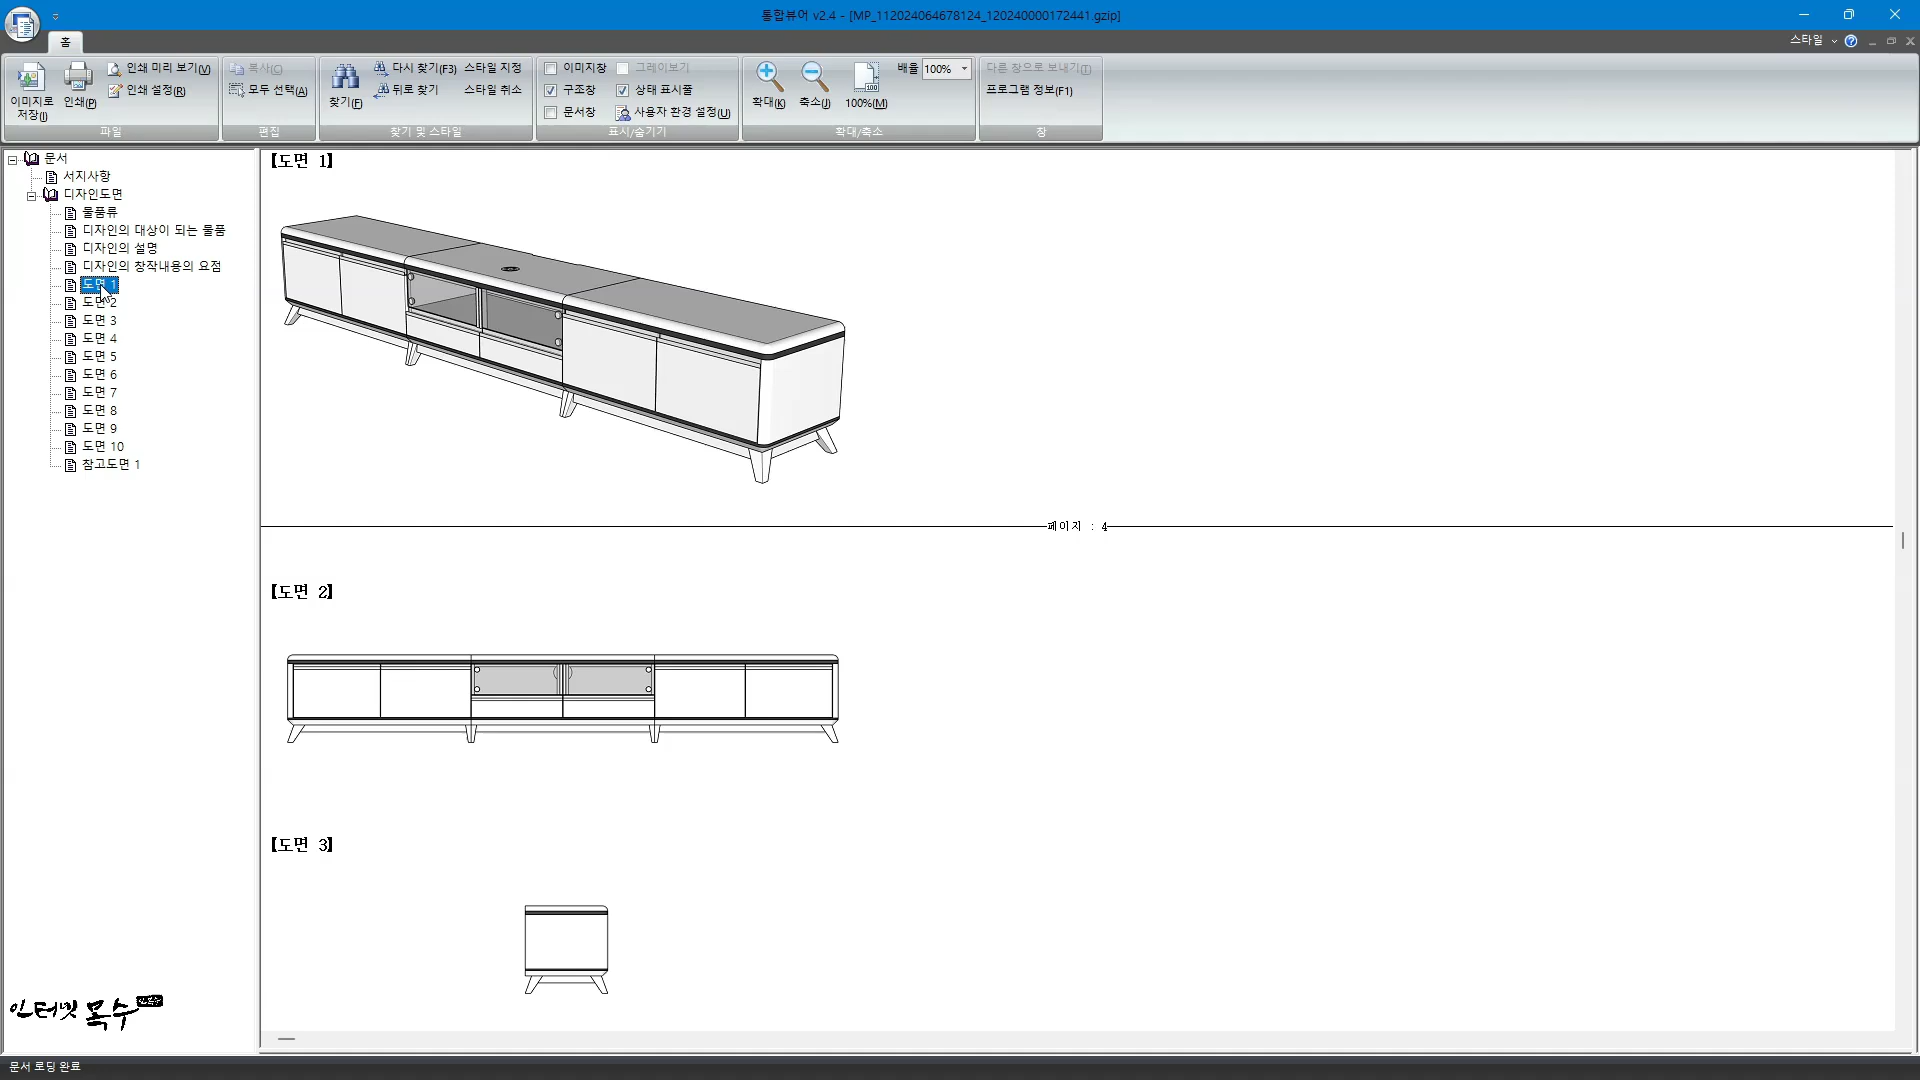 통합뷰어 v2.4 - [MP_112024064678124_120240000172441.gzip]
홈
스타일
이미지로 저장(I)
인쇄(P)
인쇄 미리 보기(V)
인쇄 설정(R)
파일
복사(C)
모두 선택(A)
편집
찾기(F)
다시 찾기(F3)
뒤로 찾기
스타일 지정
스타일 취소
찾기 및 스타일
이미지창
그레이보기
구조창
상태 표시줄
문서창
사용자 환경 설정(U)
표시/숨기기
확대(K)
축소(J)
100%(M)
배율 100%
확대/축소
다른 창으로 보내기(T)
프로그램 정보(F1)
창
문서
서지사항
디자인도면
물품류
디자인의 대상이 되는 물품
디자인의 설명
디자인의 창작내용의 요점
도면 1
도면 2
도면 3
도면 4
도면 5
도면 6
도면 7
도면 8
도면 9
도면 10
참고도면 1
【도면 1】
페이지 : 4
【도면 2】
【도면 3】
인터넷 목수
문서 로딩 완료